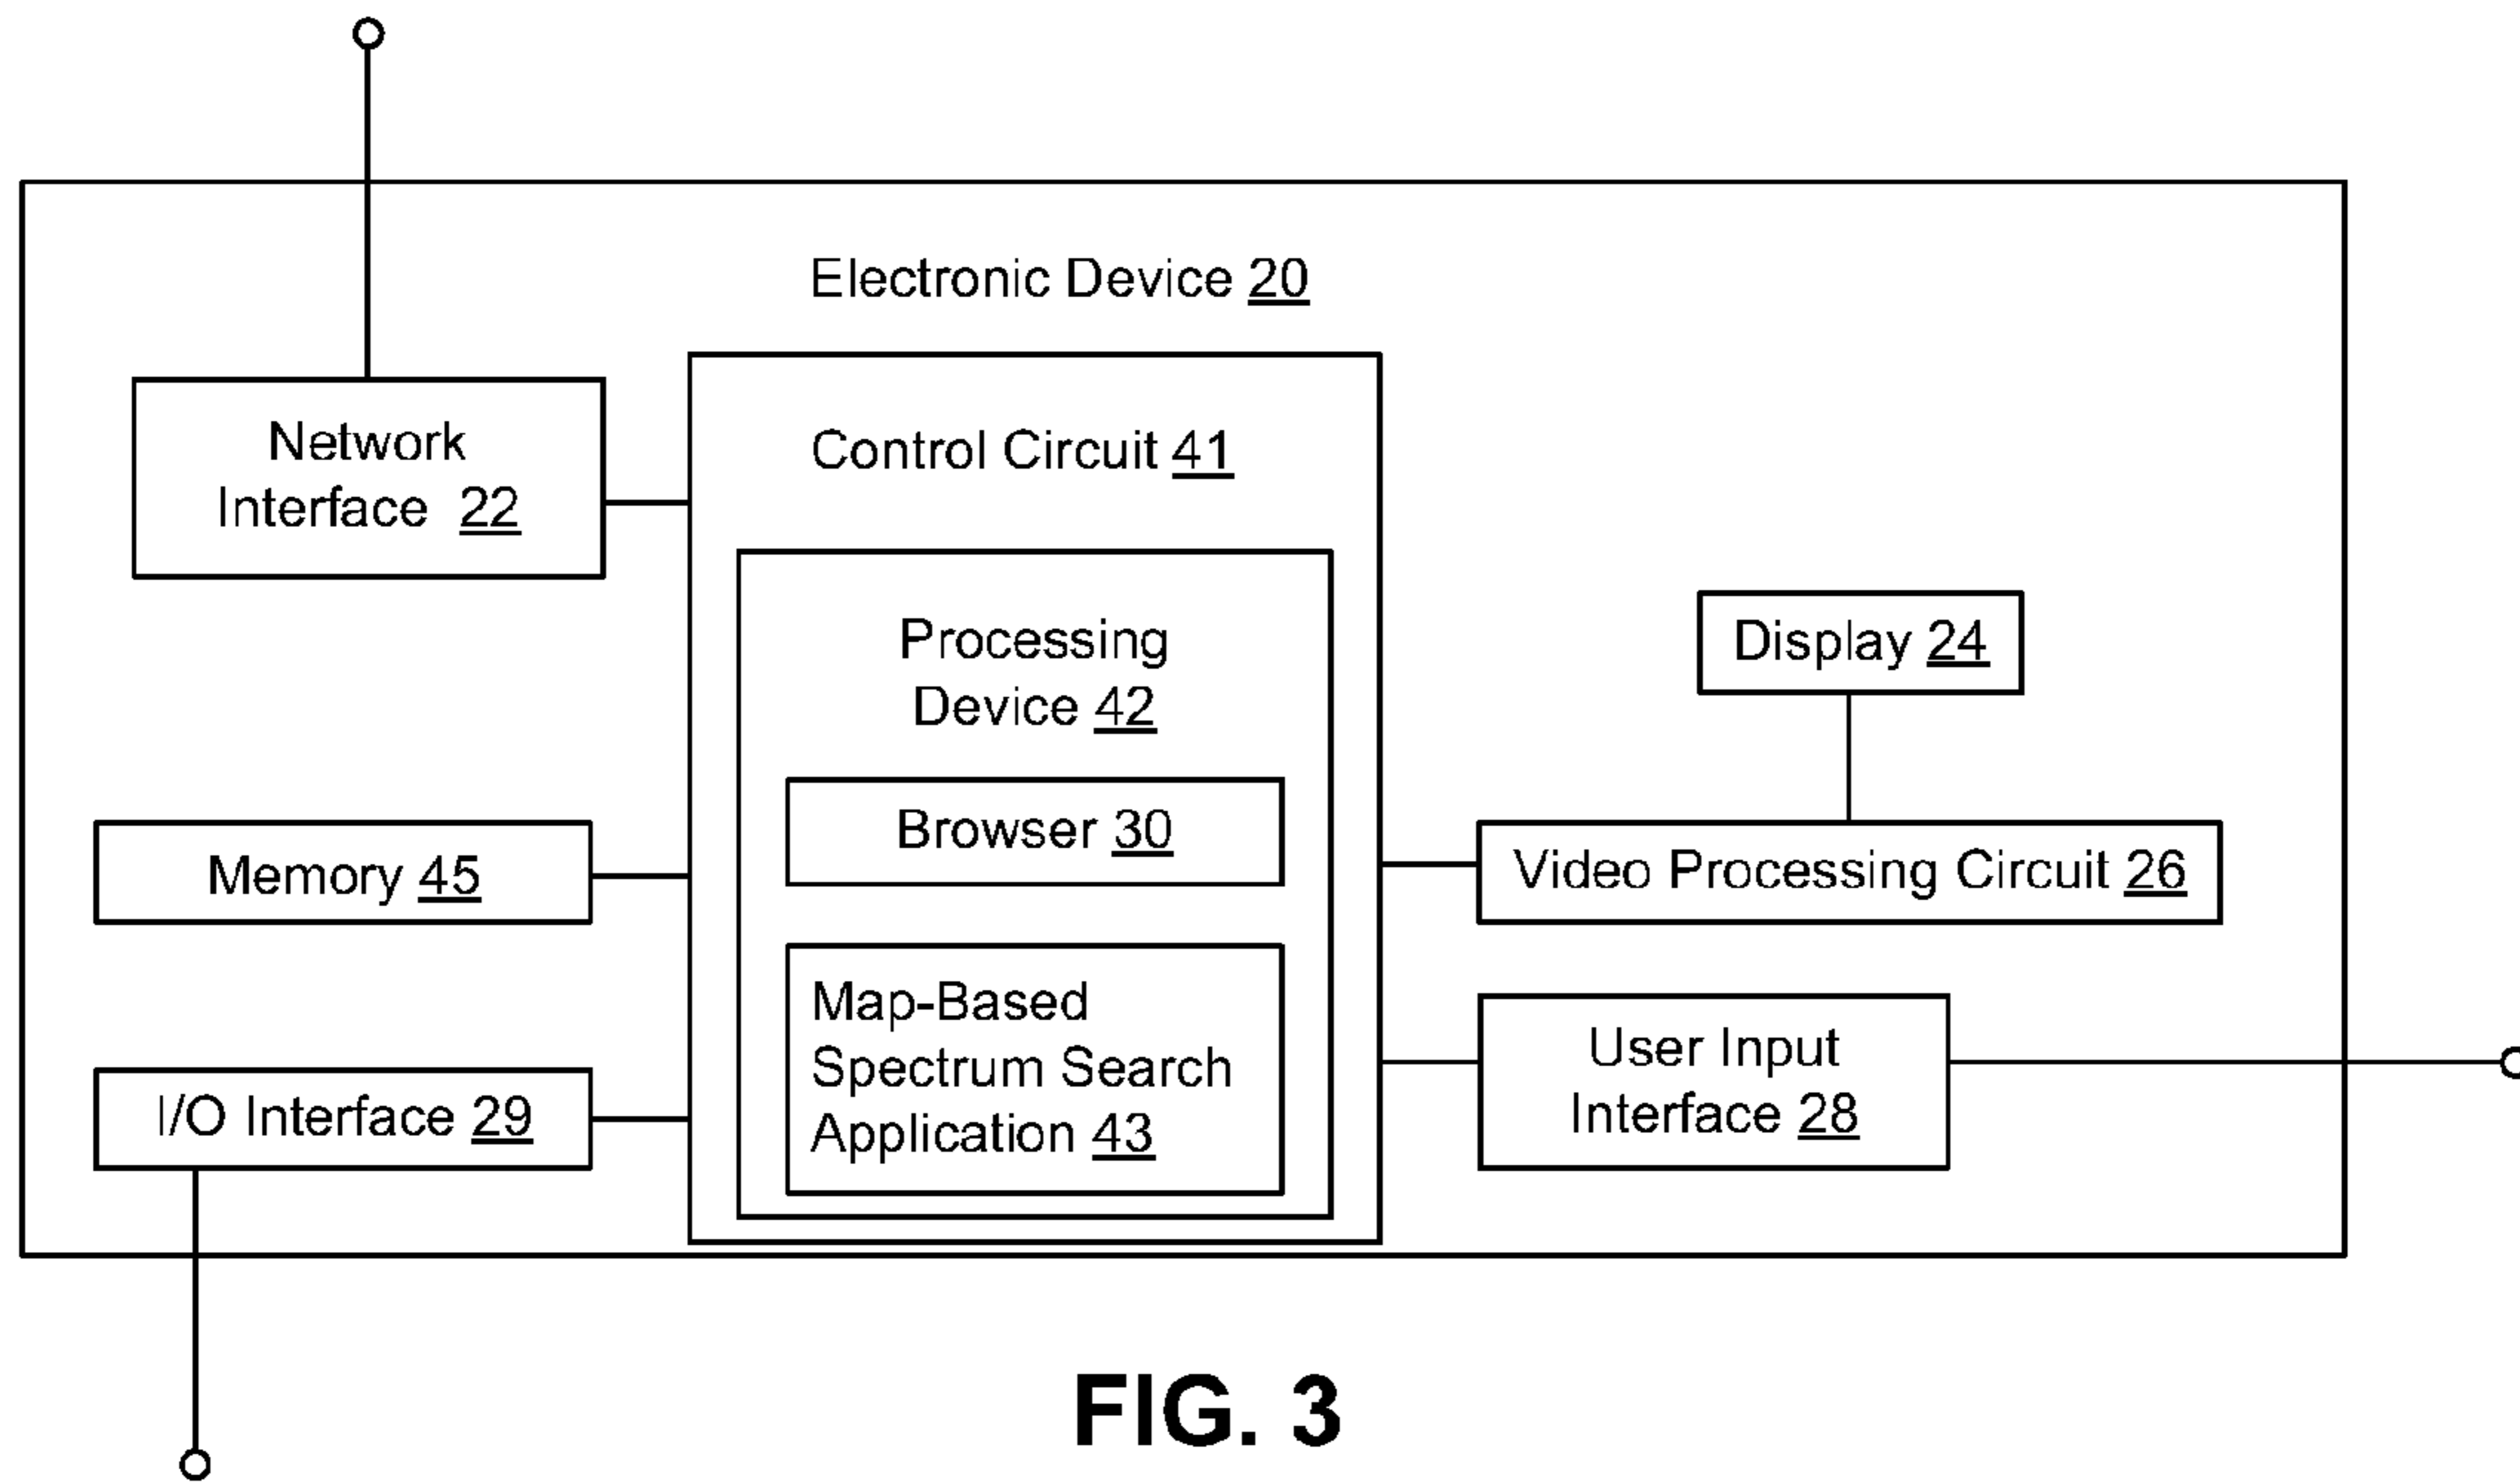 Electronic Device 20
Network
Interface 22
Control Circuit 41
Processing
Device 42
Display 24
Browser 30
Memory 45
Video Processing Circuit 26
Map-Based
Spectrum Search
Application 43
User Input
Interface 28
I/O Interface 29
FIG. 3